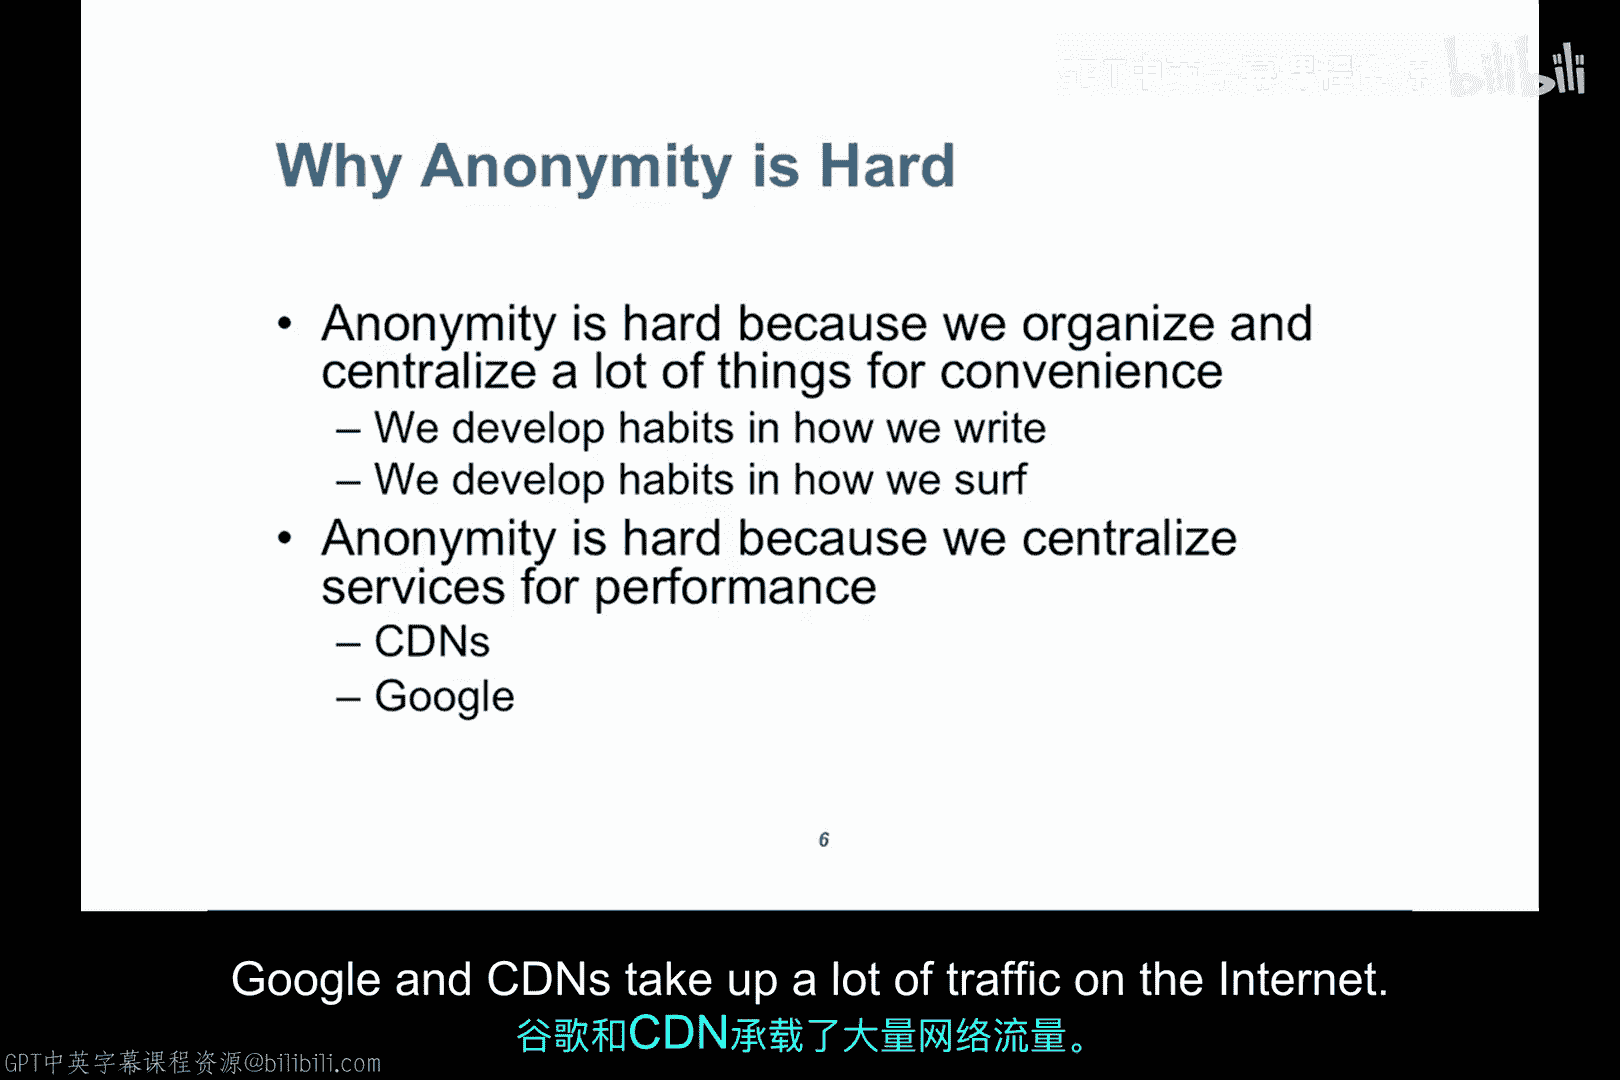 bilibili
Why Anonymity is Hard
• Anonymity is hard because we organize and
centralize a lot of things for convenience
– We develop habits in how we write
– We develop habits in how we surf
• Anonymity is hard because we centralize
services for performance
– CDNs
– Google
6
Google and CDNs take up a lot of traffic on the Internet.
谷歌和CDN承载了大量网络流量。
GPT中英字幕课程资源@bilibili.com